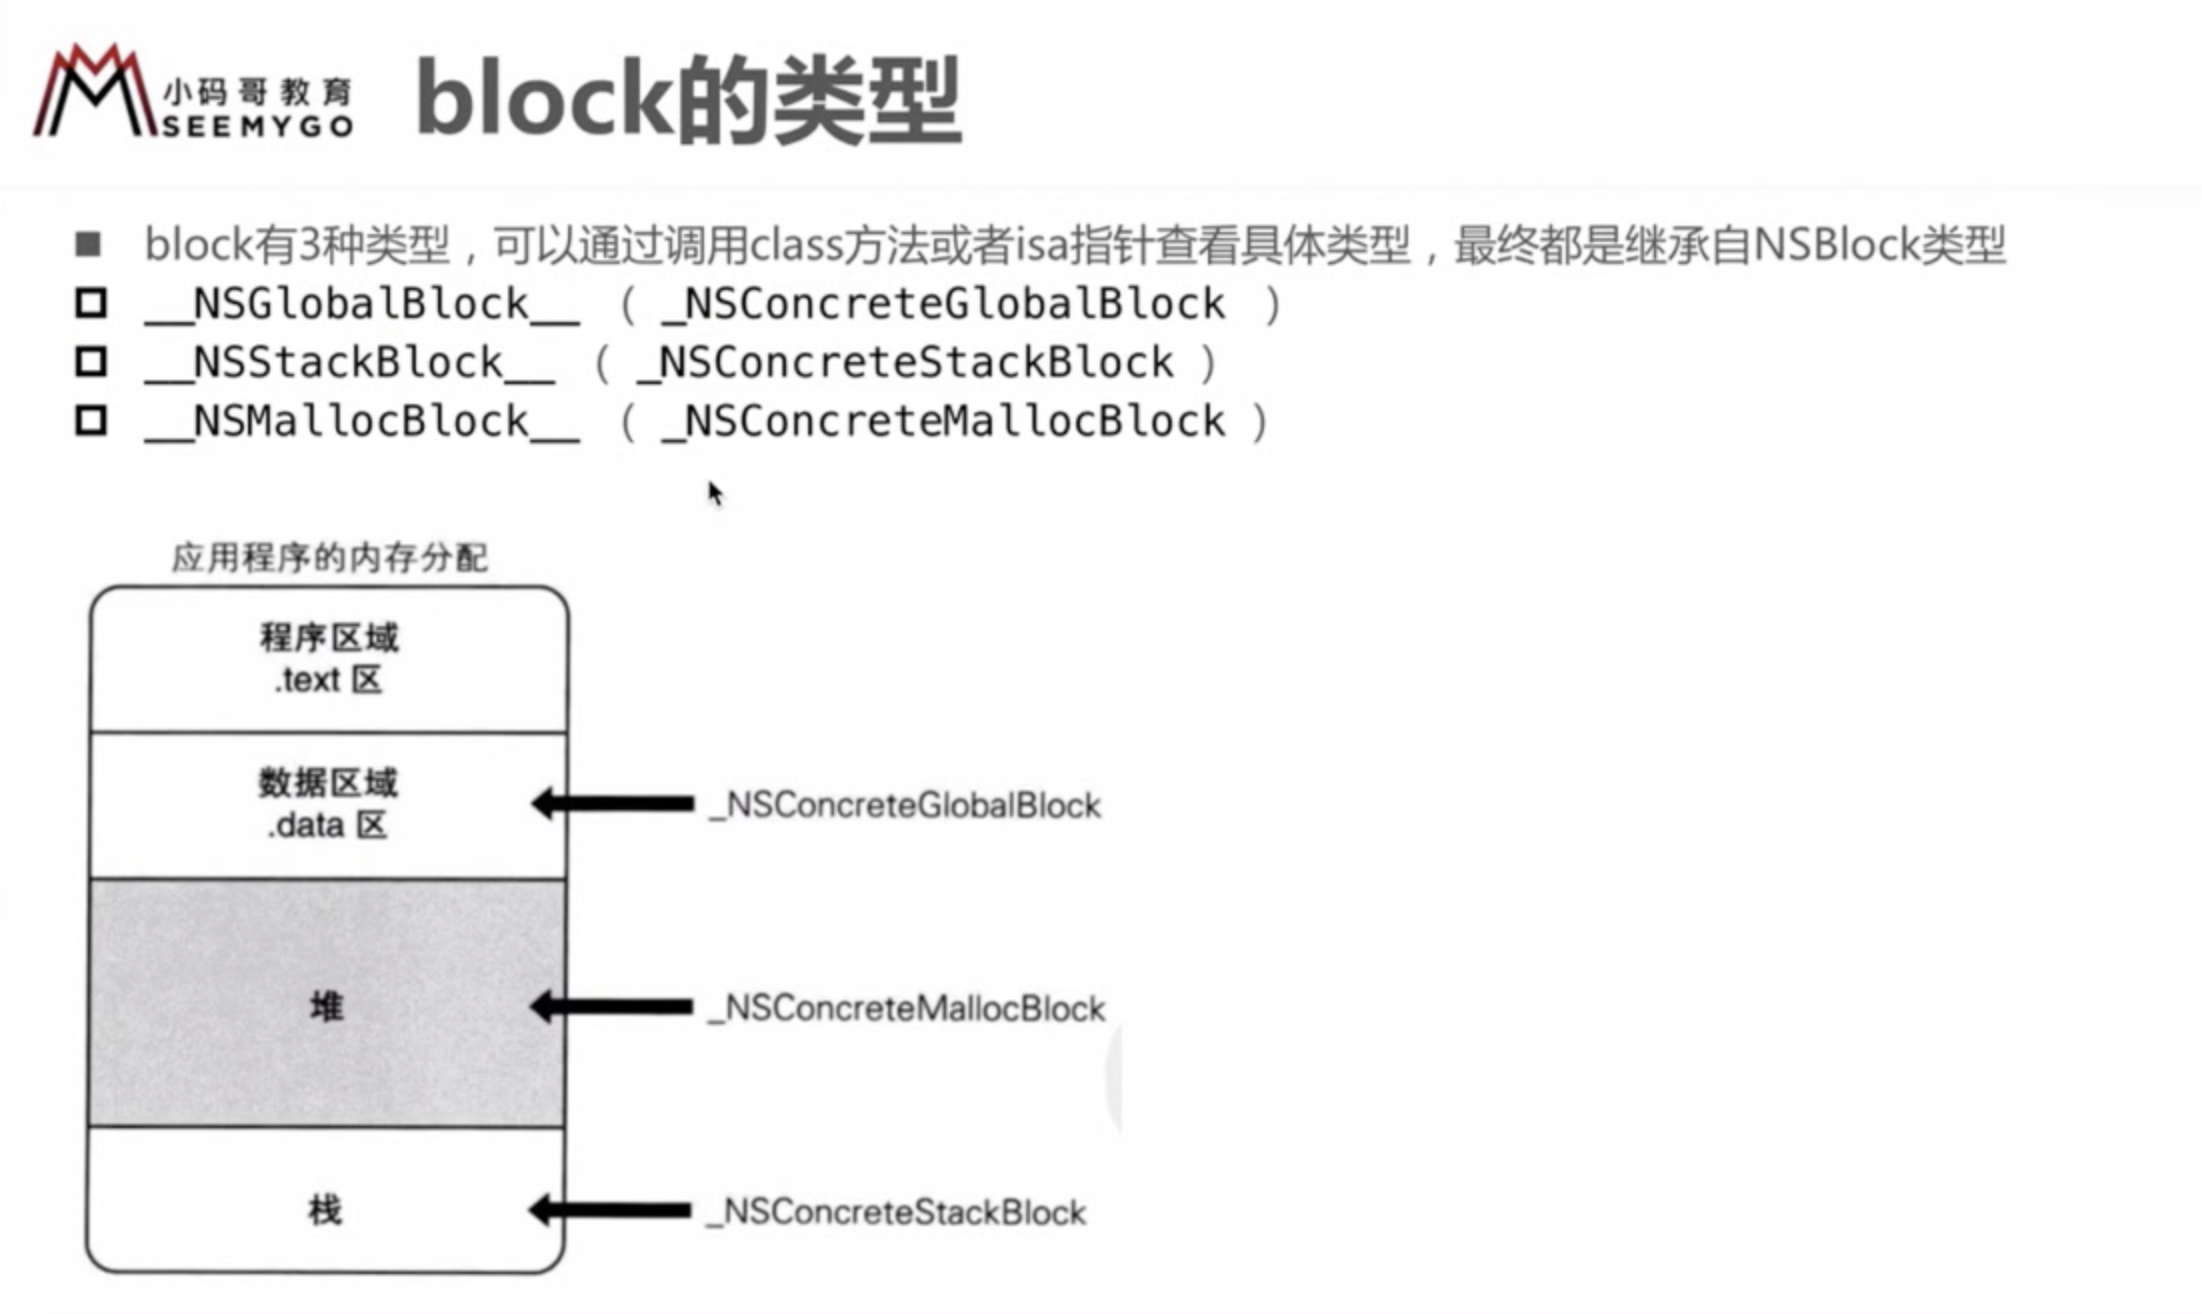 小码哥教育
SEEMYGO
block的类型
block有3种类型，可以通过调用class方法或者isa指针查看具体类型，最终都是继承自NSBlock类型
__NSGlobalBlock__ （ _NSConcreteGlobalBlock ）
__NSStackBlock__ （ _NSConcreteStackBlock ）
__NSMallocBlock__ （ _NSConcreteMallocBlock ）
应用程序的内存分配
程序区域
.text 区
数据区域
.data 区
_NSConcreteGlobalBlock
堆
_NSConcreteMallocBlock
栈
_NSConcreteStackBlock